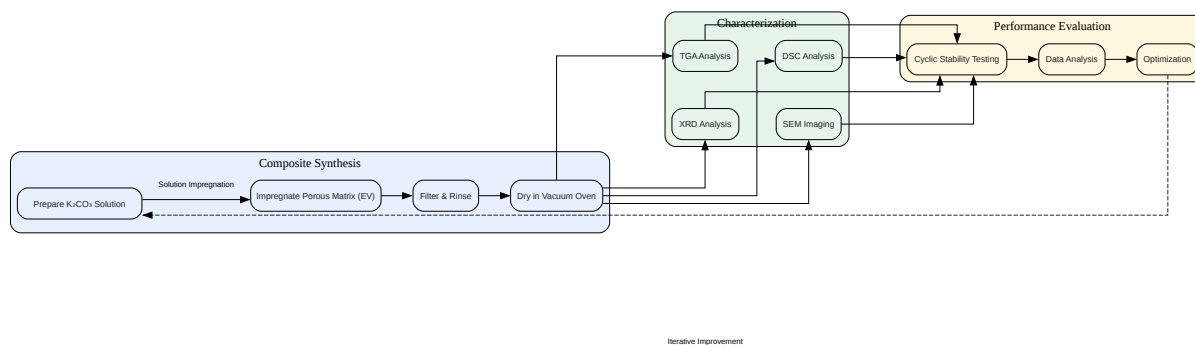 Characterization
Performance Evaluation
TGA Analysis
DSC Analysis
Cyclic Stability Testing
Data Analysis
Optimization
XRD Analysis
SEM Imaging
Composite Synthesis
Solution Impregnation
Prepare K₂CO₃ Solution
Impregnate Porous Matrix (EV)
Filter & Rinse
Dry in Vacuum Oven
Iterative Improvement